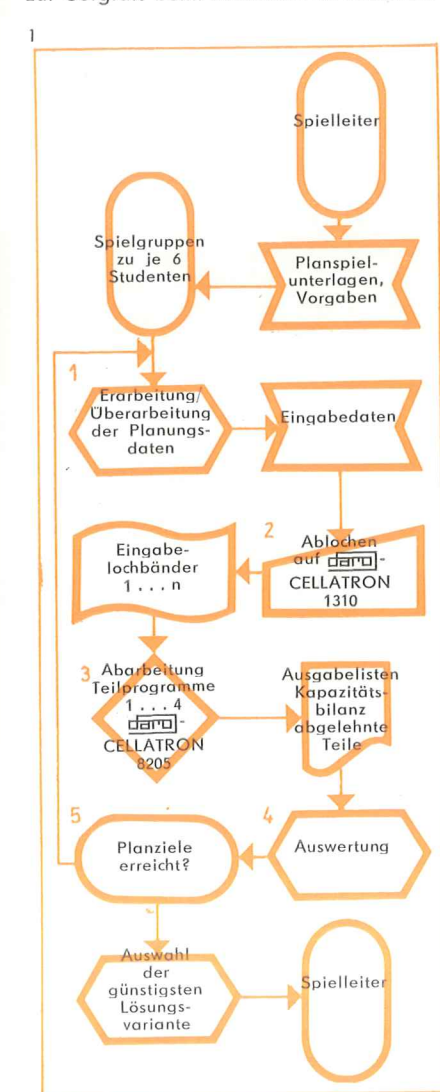 1
Spielleiter
Spielgruppen
zu je 6
Studenten
Planspiel-
unterlagen,
Vorgaben
1
Erarbeitung/
Überarbeitung
der Planungs-
daten
Eingabedaten
2
Ablochen
auf daro-
CELLATRON
1310
Eingabe-
lochbänder
1 . . . n
3
Abarbeitung
Teilprogramme
1 . . . 4
daro-
CELLATRON
8205
Ausgabelisten
Kapazitäts-
bilanz
abgelehnte
Teile
4
Auswertung
5
Planziele
erreicht?
Auswahl
der
günstigsten
Lösungs-
variante
Spielleiter